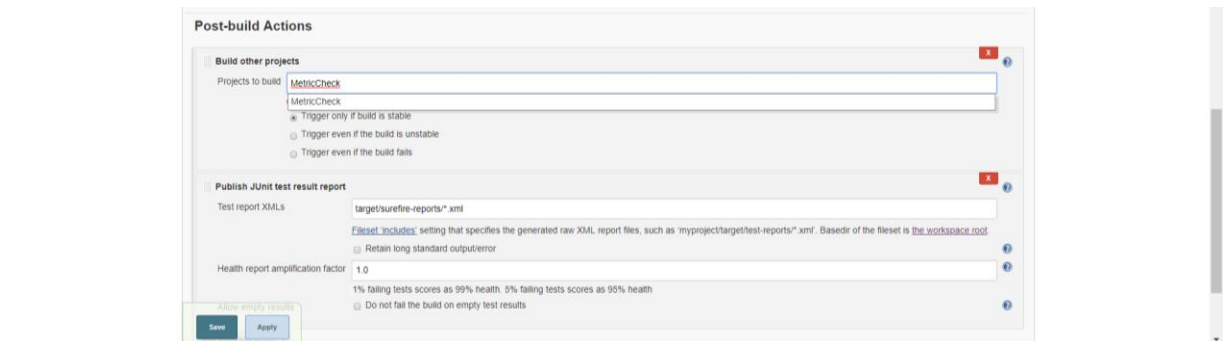 Post-build Actions
X
Build other projects
Projects to build MetricCheck
MetricCheck
Trigger only if build is stable
Trigger even if the build is unstable
Trigger even if the build fails
X
Publish JUnit test result report
Test report XMLs target/surefire-reports/*.xml
Fileset 'includes' setting that specifies the generated raw XML report files, such as 'myproject/target/test-reports/*.xml'. Basedir of the fileset is the workspace root.
Retain long standard output/error
Health report amplification factor 1.0
1% failing tests scores as 99% health. 5% failing tests scores as 95% health
Allow empty results Do not fail the build on empty test results
Save Apply